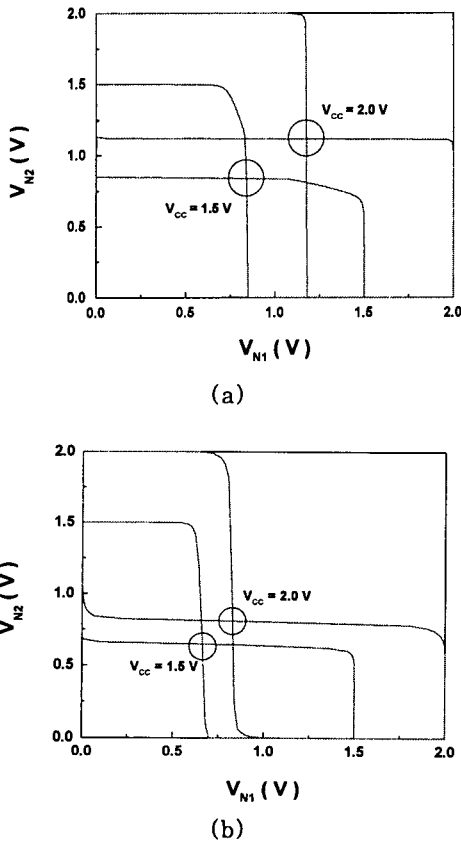 2.0
1.5
1.0
0.5
0.0
V_N2 (V)
V_CC = 2.0 V
V_CC = 1.5 V
0.0 0.5 1.0 1.5 2.0
V_N1 (V)
(a)
2.0
1.5
1.0
0.5
0.0
V_N2 (V)
V_CC = 2.0 V
V_CC = 1.5 V
0.0 0.5 1.0 1.5 2.0
V_N1 (V)
(b)